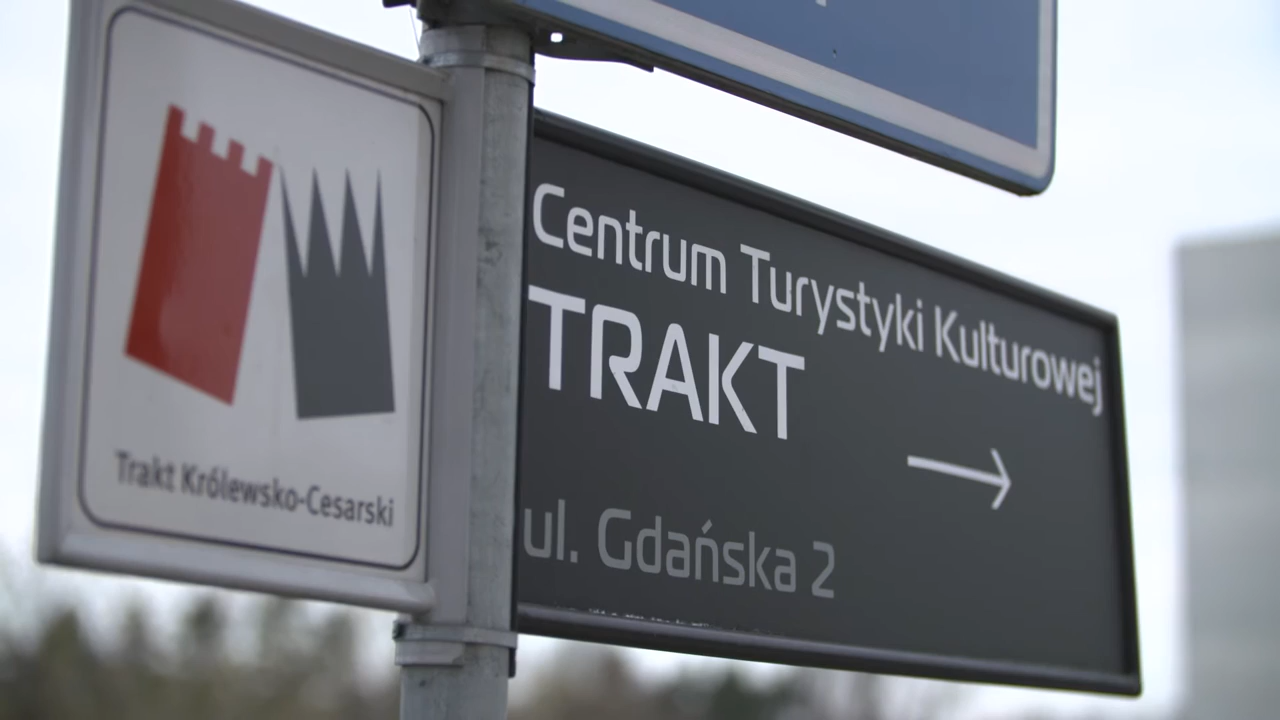 Trakt Królewsko-Cesarski
Centrum Turystyki Kulturowej
TRAKT
ul. Gdańska 2